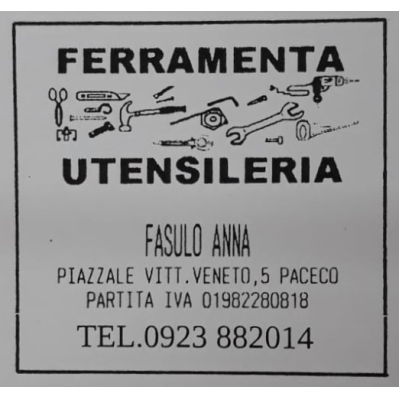 FERRAMENTA
UTENSILERIA
FASULO ANNA
PIAZZALE VITT.VENETO,5 PACECO
PARTITA IVA 01982280818
TEL.0923 882014